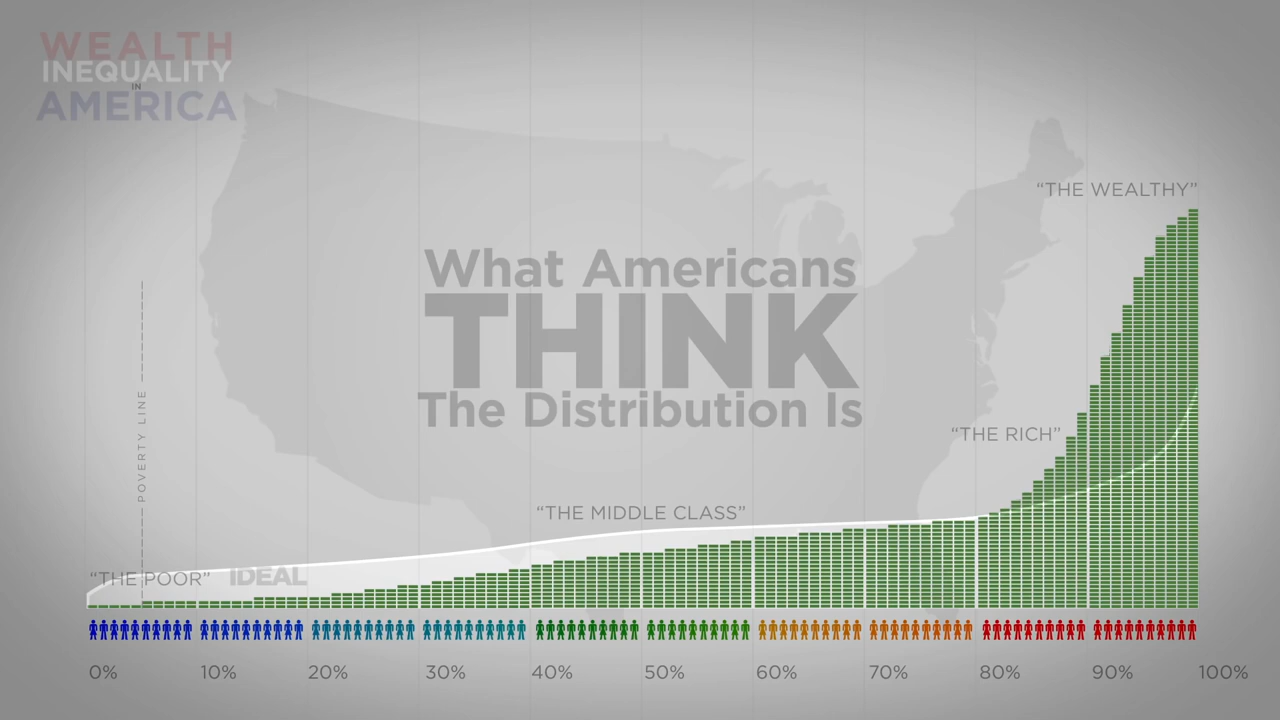 WEALTH
INEQUALITY
IN
AMERICA
“THE WEALTHY”
What Americans
THINK
The Distribution Is
POVERTY LINE
“THE RICH”
“THE MIDDLE CLASS”
“THE POOR” IDEAL
0% 10% 20% 30% 40% 50% 60% 70% 80% 90% 100%